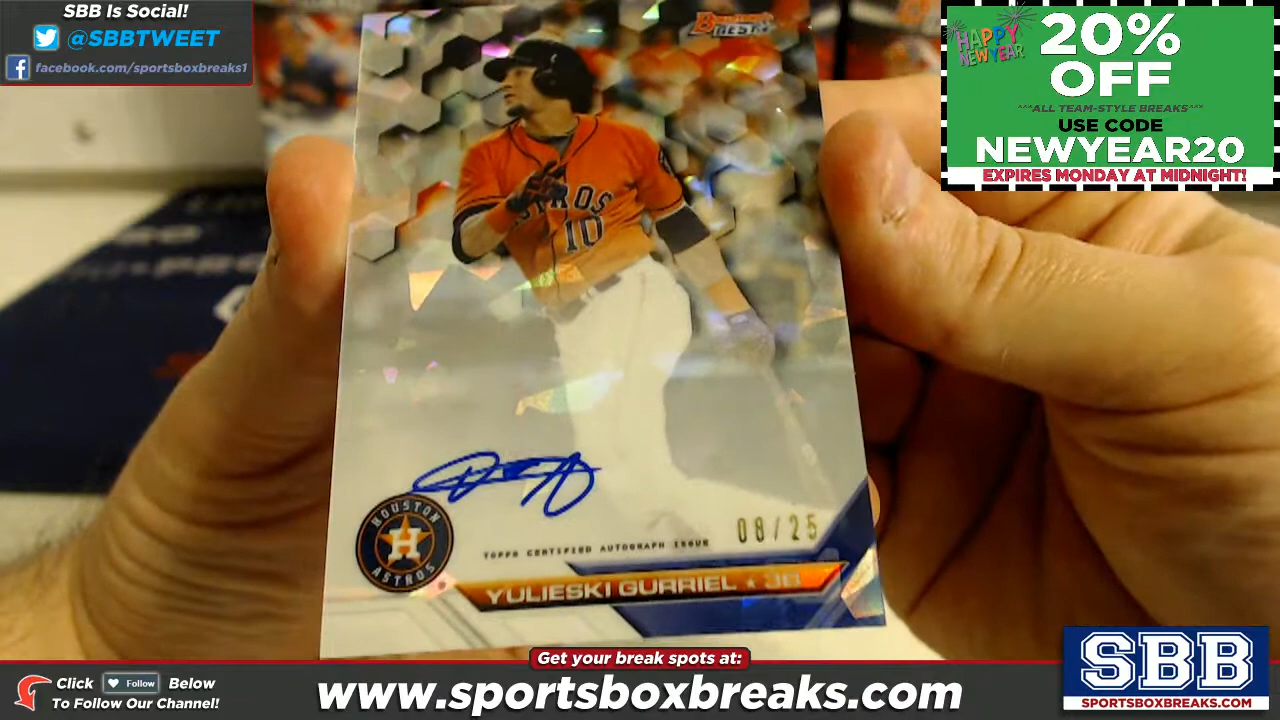 SBB Is Social!
@SBBTWEET
facebook.com/sportsboxbreaks1
HAPPY
NEW YEAR
20%
OFF
***ALL TEAM-STYLE BREAKS***
USE CODE
NEWYEAR20
EXPIRES MONDAY AT MIDNIGHT!
Bowman's
BEST
ASTROS
10
08/25
HOUSTON
H
ASTROS
TOPPS CERTIFIED AUTOGRAPH ISSUE
YULIESKI GURRIEL ★ 3B
Get your break spots at:
Click Follow Below
To Follow Our Channel!
www.sportsboxbreaks.com
SBB
SPORTSBOXBREAKS.COM